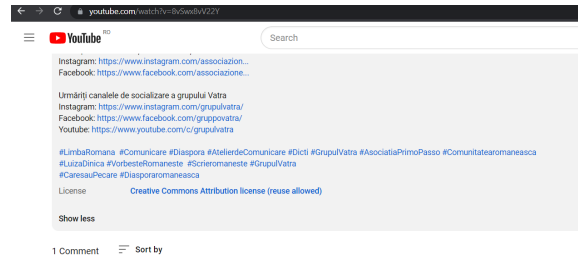 youtube.com/watch?v=8vSwx8vV22Y
YouTube RO
Search
Instagram: https://www.instagram.com/associazion...
Facebook: https://www.facebook.com/associazione...
Urmăriți canalele de socializare a grupului Vatra
Instagram: https://www.instagram.com/grupulvatra/
Facebook: https://www.facebook.com/gruppovatra/
Youtube: https://www.youtube.com/c/grupulvatra
#LimbaRomana #Comunicare #Diaspora #AtelierdeComunicare #Dicti #GrupulVatra #AsociatiaPrimoPasso #Comunitatearomaneasca
#LuizaDinica #VorbesteRomaneste #Scrieromaneste #GrupulVatra
#CaresauPecare #Diasporaromaneasca
License Creative Commons Attribution license (reuse allowed)
Show less
1 Comment Sort by